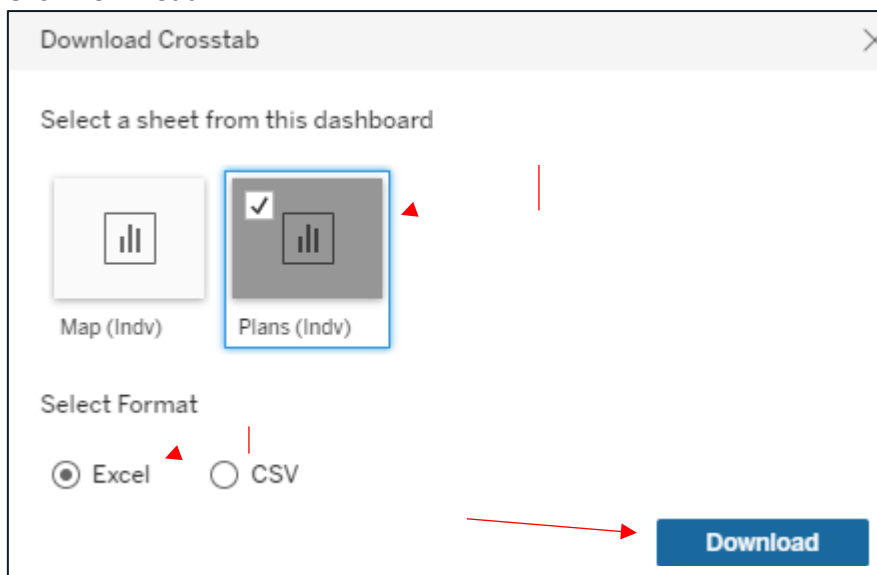 Download Crosstab
Select a sheet from this dashboard
Map (Indv)
Plans (Indv)
Select Format
Excel
CSV
Download